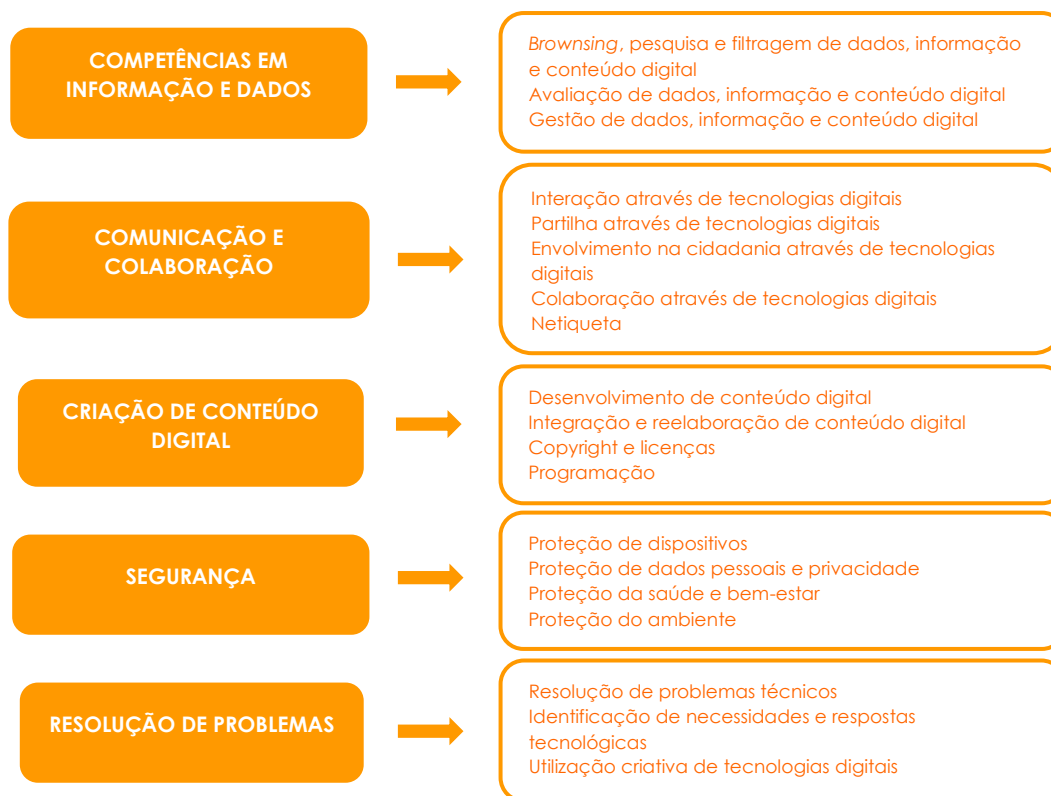 COMPETÊNCIAS EM
INFORMAÇÃO E DADOS
Brownsing, pesquisa e filtragem de dados, informação
e conteúdo digital
Avaliação de dados, informação e conteúdo digital
Gestão de dados, informação e conteúdo digital
COMUNICAÇÃO E
COLABORAÇÃO
Interação através de tecnologias digitais
Partilha através de tecnologias digitais
Envolvimento na cidadania através de tecnologias
digitais
Colaboração através de tecnologias digitais
Netiqueta
CRIAÇÃO DE CONTEÚDO
DIGITAL
Desenvolvimento de conteúdo digital
Integração e reelaboração de conteúdo digital
Copyright e licenças
Programação
SEGURANÇA
Proteção de dispositivos
Proteção de dados pessoais e privacidade
Proteção da saúde e bem-estar
Proteção do ambiente
RESOLUÇÃO DE PROBLEMAS
Resolução de problemas técnicos
Identificação de necessidades e respostas
tecnológicas
Utilização criativa de tecnologias digitais